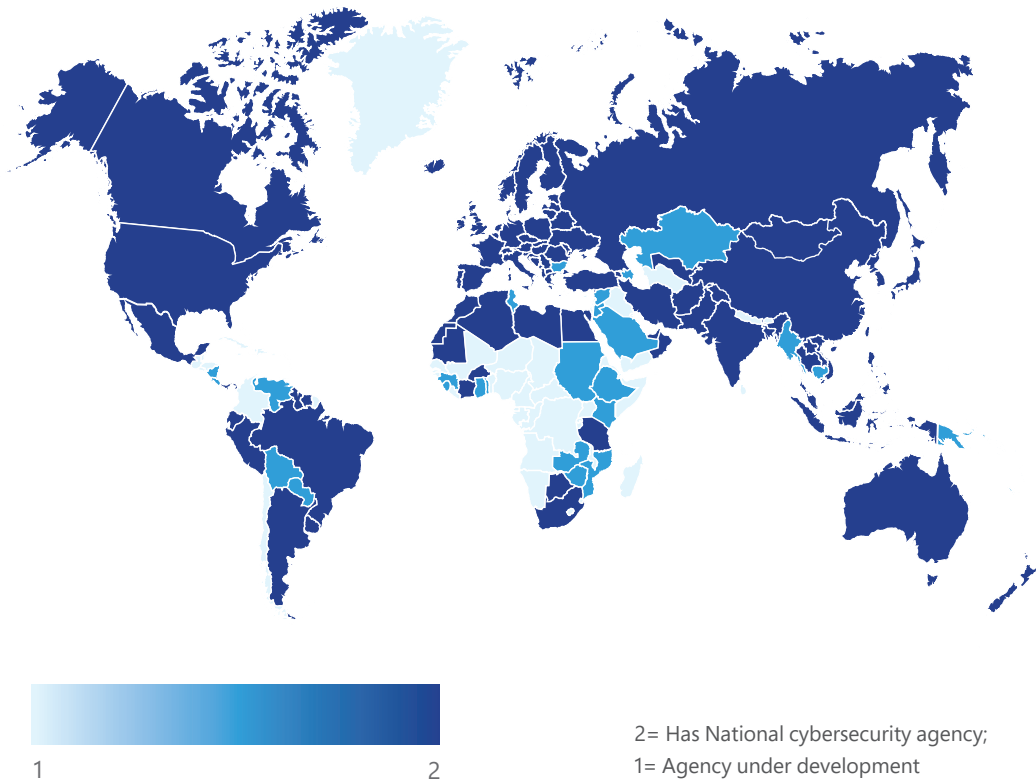 1
2
2= Has National cybersecurity agency;
1= Agency under development